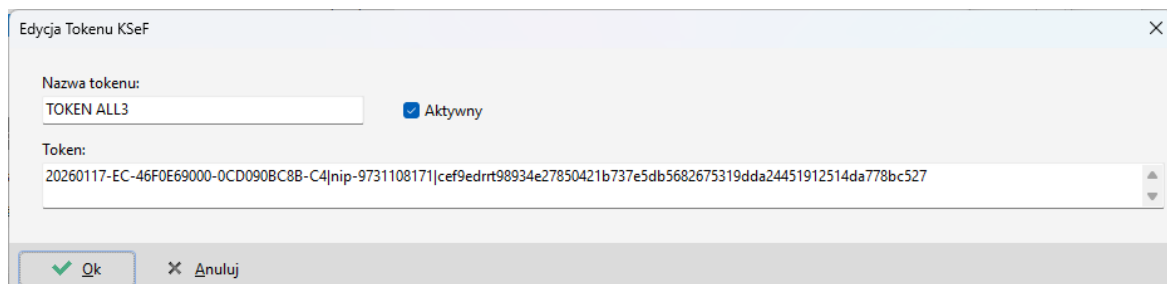 Edycja Tokenu KSeF
Nazwa tokenu:
TOKEN ALL3
Aktywny
Token:
20260117-EC-46F0E69000-0CD090BC8B-C4|nip-9731108171|cef9edrrt98934e27850421b737e5db5682675319dda24451912514da778bc527
Ok Anuluj